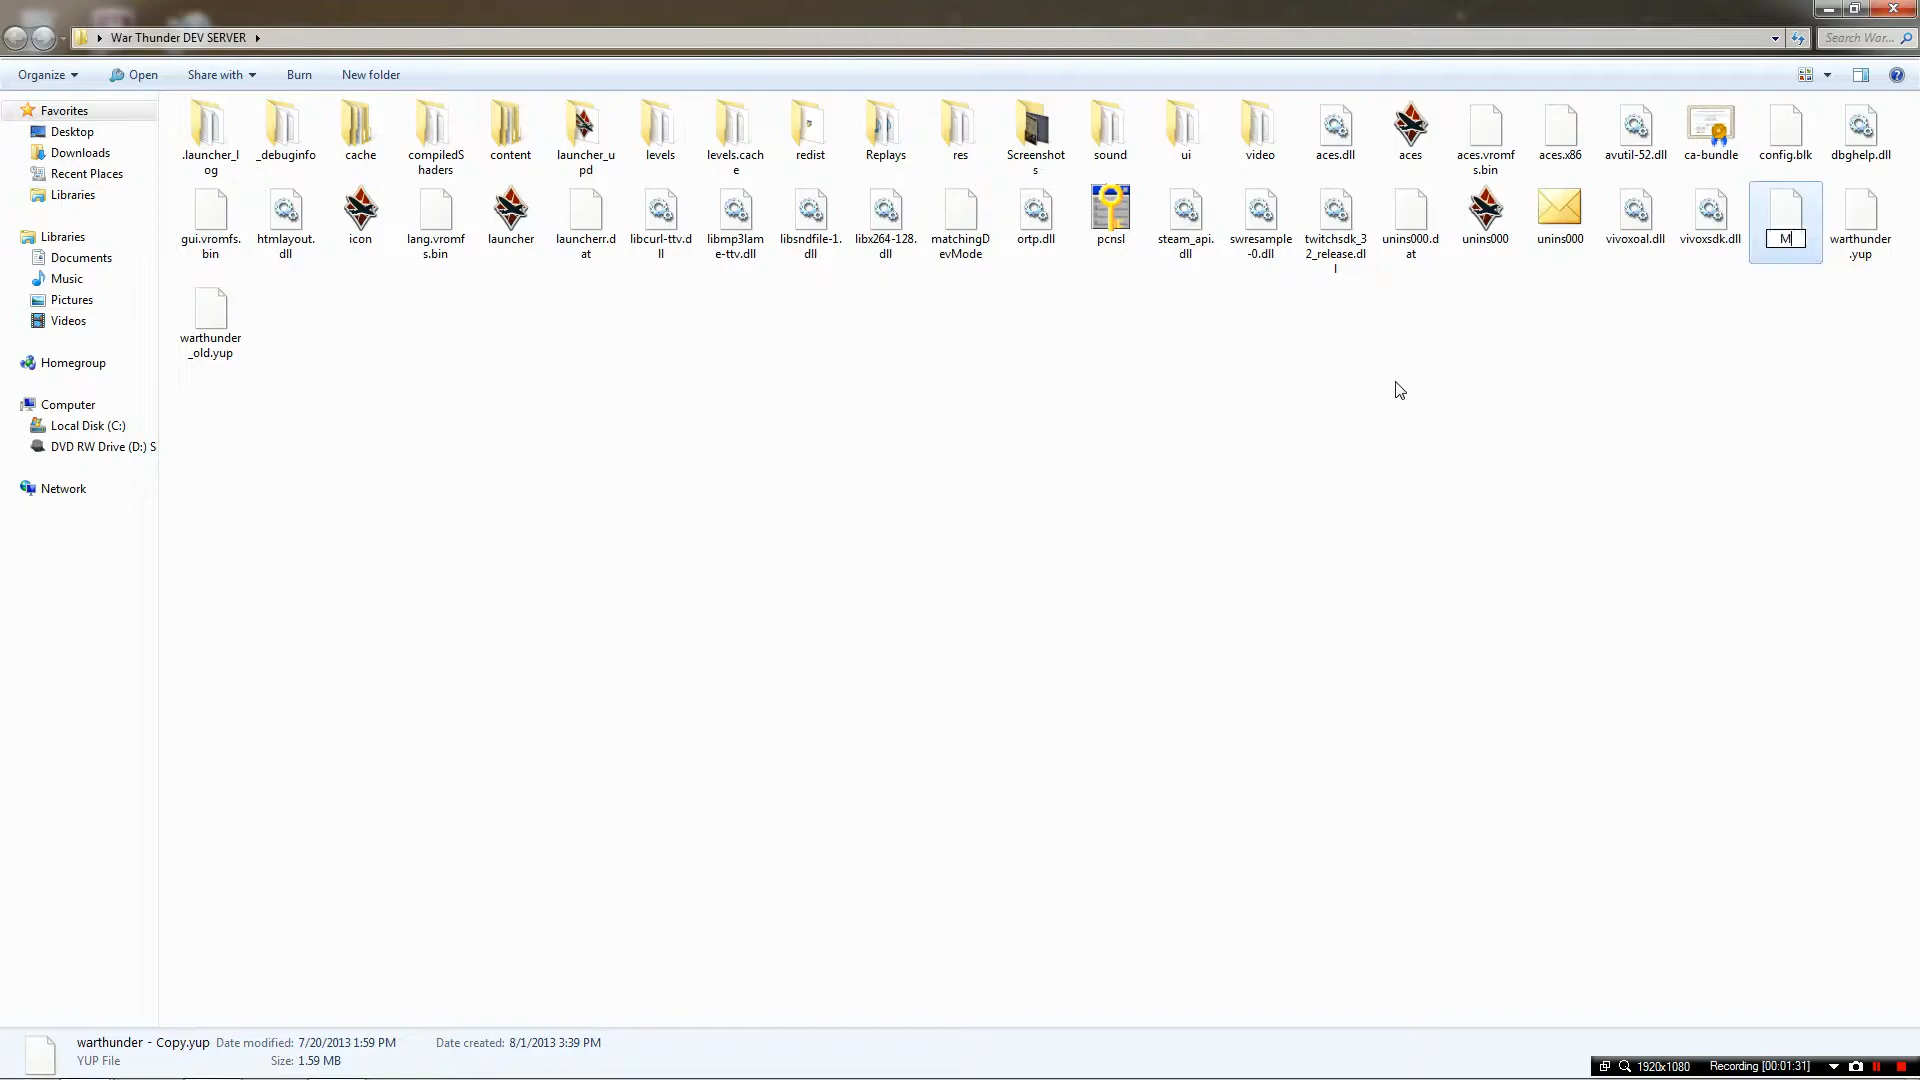 War Thunder DEV SERVER
Search War...
Organize
Open
Share with
Burn
New folder
Favorites
Desktop
Downloads
Recent Places
Libraries
Libraries
Documents
Music
Pictures
Videos
Homegroup
Computer
Local Disk (C:)
DVD RW Drive (D:) S
Network
.launcher_l
og
_debuginfo
cache
compiledS
haders
content
launcher_u
pd
levels
levels.cach
e
redist
Replays
res
Screenshot
s
sound
ui
video
aces.dll
aces
aces.vromf
s.bin
aces.x86
avutil-52.dll
ca-bundle
config.blk
dbghelp.dll
gui.vromfs.
bin
htmlayout.
dll
icon
lang.vromf
s.bin
launcher
launcherr.d
at
libcurl-ttv.d
ll
libmp3lam
e-ttv.dll
libsndfile-1.
dll
libx264-128.
dll
matchingD
evMode
ortp.dll
pcnsl
steam_api.
dll
swresample
-0.dll
twitchsdk_3
2_release.dl
l
unins000.d
at
unins000
unins000
vivoxoal.dll
vivoxsdk.dll
M
warthunder
.yup
warthunder
_old.yup
warthunder - Copy.yup Date modified: 7/20/2013 1:59 PM Date created: 8/1/2013 3:39 PM
YUP File Size: 1.59 MB
1920x1080 Recording [00:01:31]